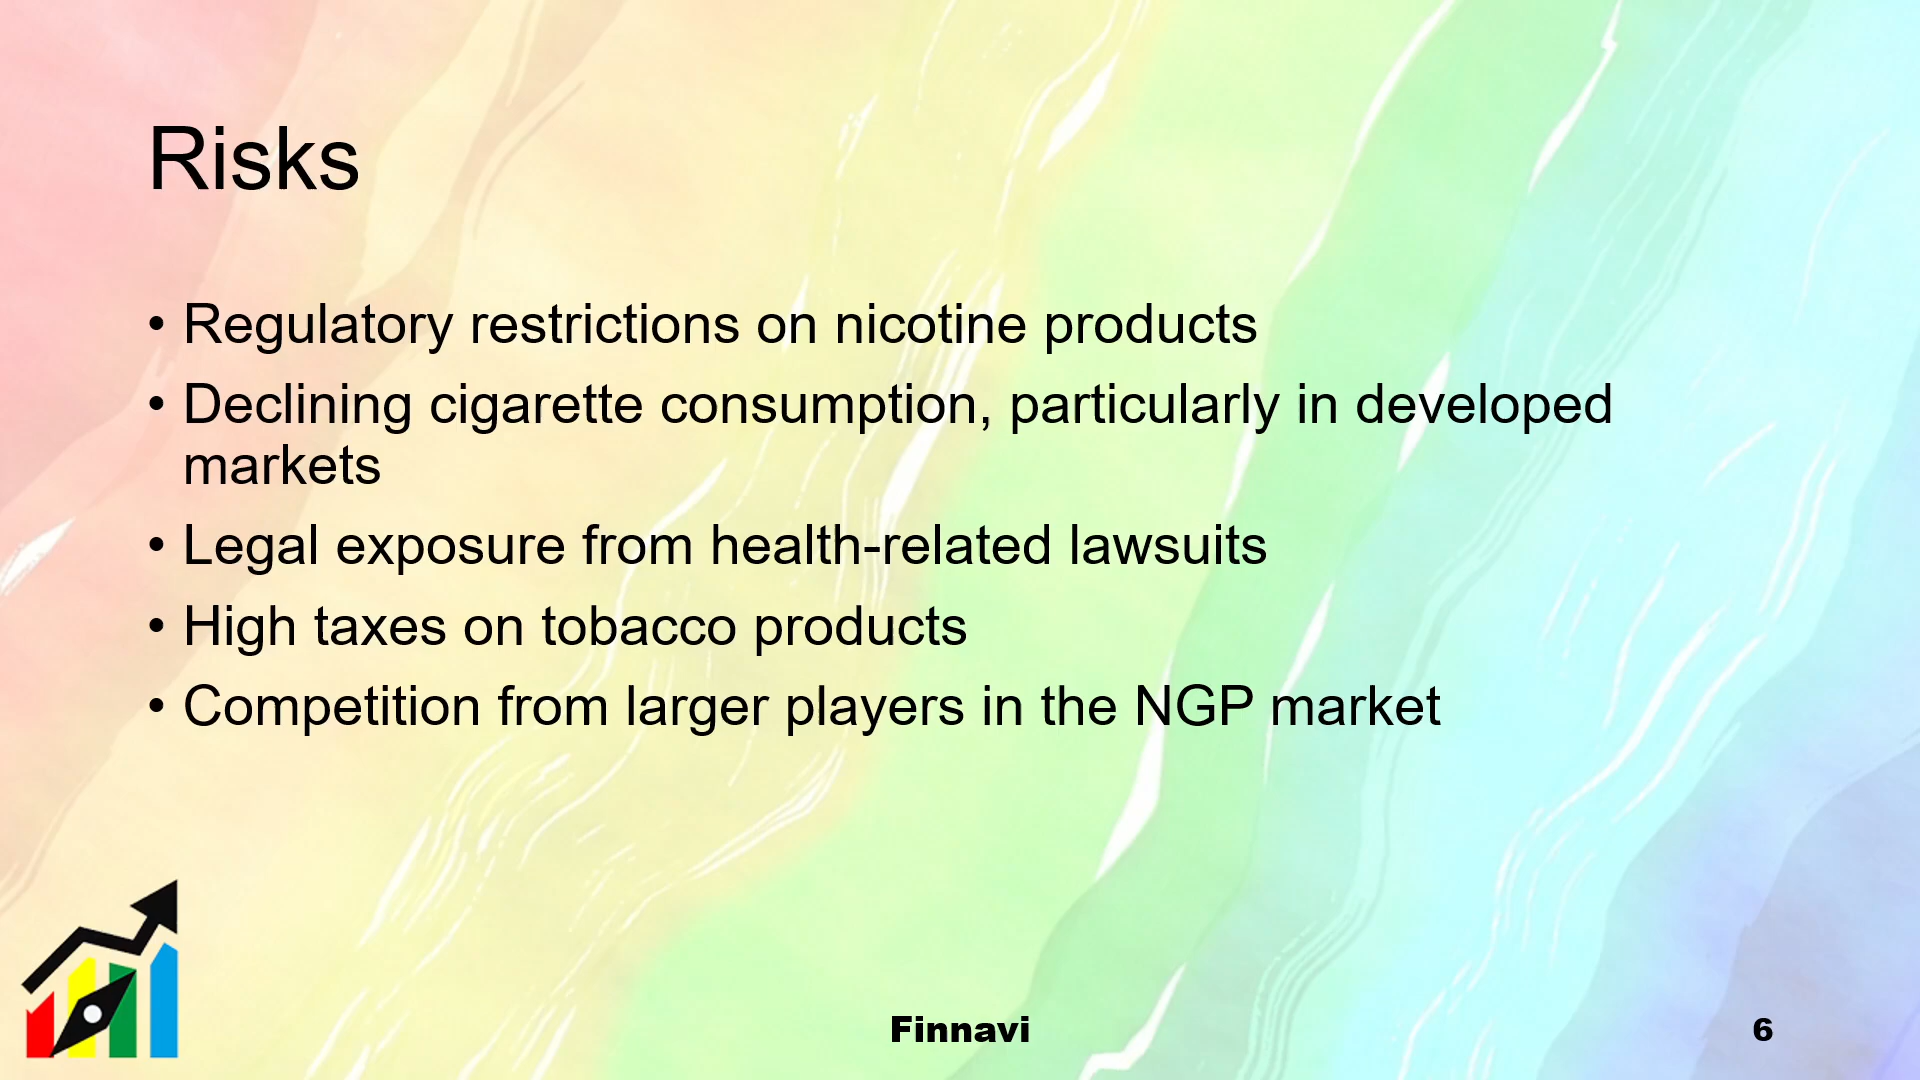 Risks
• Regulatory restrictions on nicotine products
• Declining cigarette consumption, particularly in developed
markets
• Legal exposure from health-related lawsuits
• High taxes on tobacco products
• Competition from larger players in the NGP market
Finnavi
6